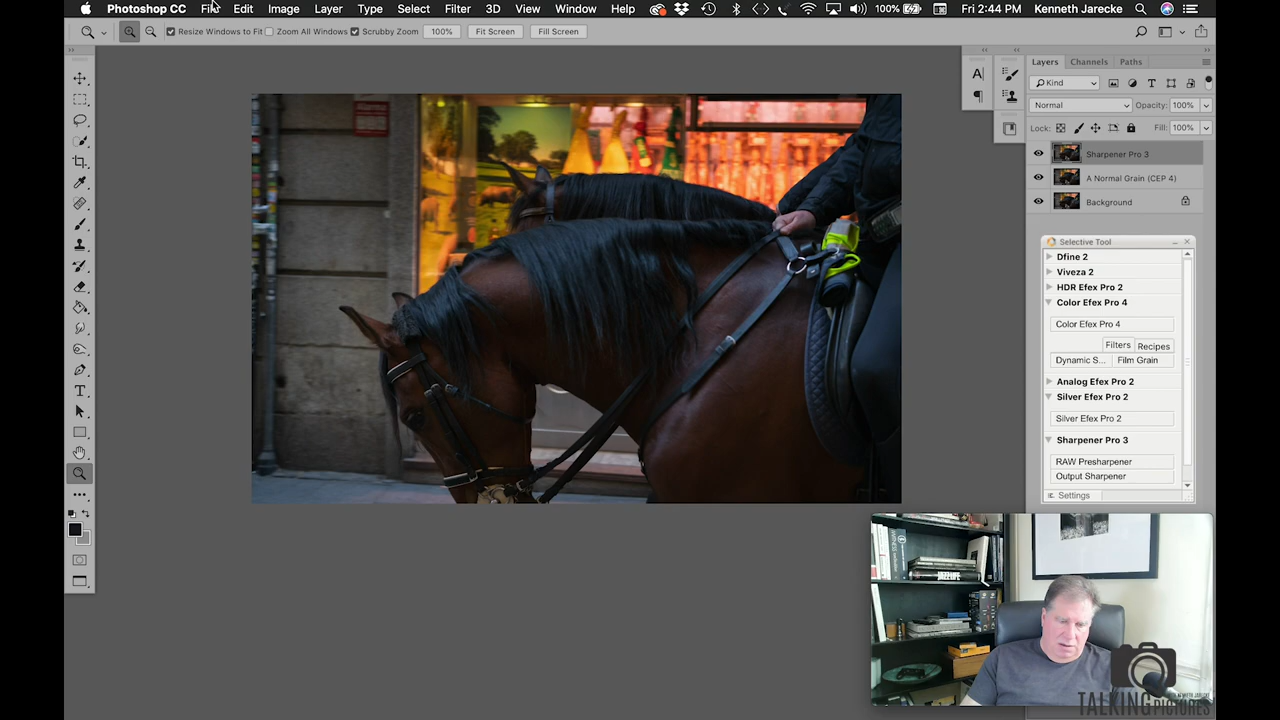 Photoshop CC File Edit Image Layer Type Select Filter 3D View Window Help 100% Fri 2:44 PM Kenneth Jarecke
Resize Windows to Fit Zoom All Windows Scrubby Zoom 100% Fit Screen Fill Screen
Layers Channels Paths
Kind
Normal Opacity: 100%
Lock: Fill: 100%
Sharpener Pro 3
A Normal Grain (CEP 4)
Background
Selective Tool
Dfine 2
Viveza 2
HDR Efex Pro 2
Color Efex Pro 4
Color Efex Pro 4
Filters Recipes
Dynamic S... Film Grain
Analog Efex Pro 2
Silver Efex Pro 2
Silver Efex Pro 2
Sharpener Pro 3
RAW Presharpener
Output Sharpener
Settings
JAZZLIFE
TALKING PICTURES